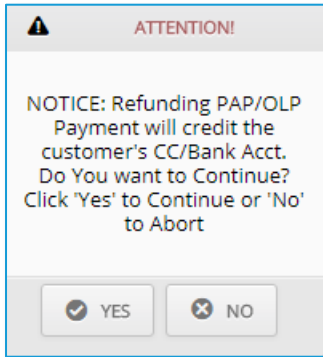 ATTENTION!
NOTICE: Refunding PAP/OLP
Payment will credit the
customer's CC/Bank Acct.
Do You want to Continue?
Click 'Yes' to Continue or 'No'
to Abort
YES
NO